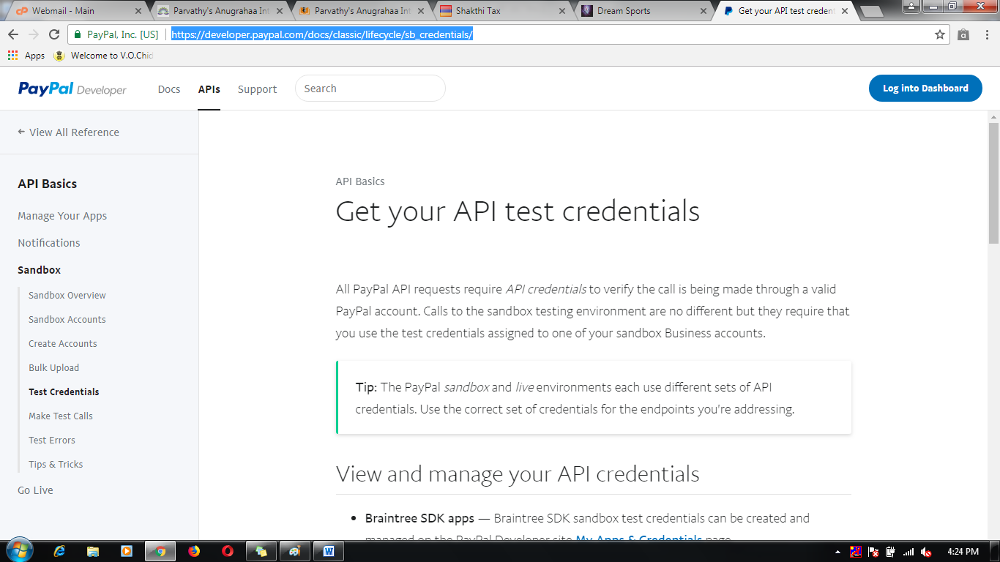 Webmail - Main
Parvathy's Anugrahaa Int
Parvathy's Anugrahaa Int
Shakthi Tax
Dream Sports
Get your API test credent
PayPal, Inc. [US]
https://developer.paypal.com/docs/classic/lifecycle/sb_credentials/
Apps
Welcome to V.O.Chid
PayPal Developer
Docs
APIs
Support
Search
Log into Dashboard
← View All Reference
API Basics
Manage Your Apps
Notifications
Sandbox
Sandbox Overview
Sandbox Accounts
Create Accounts
Bulk Upload
Test Credentials
Make Test Calls
Test Errors
Tips & Tricks
Go Live
API Basics
Get your API test credentials
All PayPal API requests require API credentials to verify the call is being made through a valid
PayPal account. Calls to the sandbox testing environment are no different but they require that
you use the test credentials assigned to one of your sandbox Business accounts.
Tip: The PayPal sandbox and live environments each use different sets of API
credentials. Use the correct set of credentials for the endpoints you're addressing.
View and manage your API credentials
• Braintree SDK apps — Braintree SDK sandbox test credentials can be created and
managed on the PayPal Developer site My Apps & Credentials page
4:24 PM